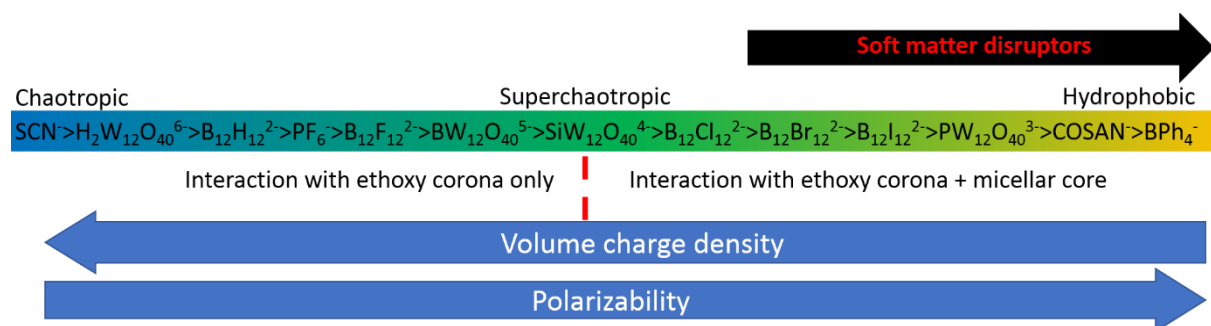 Soft matter disruptors
Chaotropic Superchaotropic Hydrophobic
SCN⁻>H₂W₁₂O₄₀⁶⁻>B₁₂H₁₂²⁻>PF₆⁻>B₁₂F₁₂²⁻>BW₁₂O₄₀⁵⁻>SiW₁₂O₄₀⁴⁻>B₁₂Cl₁₂²⁻>B₁₂Br₁₂²⁻>B₁₂I₁₂²⁻>PW₁₂O₄₀³⁻>COSAN⁻>BPh₄⁻
Interaction with ethoxy corona only Interaction with ethoxy corona + micellar core
Volume charge density
Polarizability